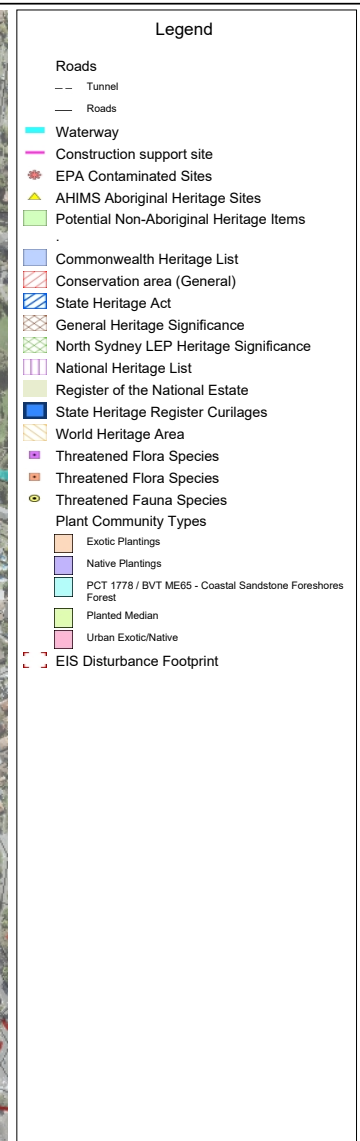 Legend
Roads
Tunnel
Roads
Waterway
Construction support site
EPA Contaminated Sites
AHIMS Aboriginal Heritage Sites
Potential Non-Aboriginal Heritage Items
.
Commonwealth Heritage List
Conservation area (General)
State Heritage Act
General Heritage Significance
North Sydney LEP Heritage Significance
National Heritage List
Register of the National Estate
State Heritage Register Curilages
World Heritage Area
Threatened Flora Species
Threatened Flora Species
Threatened Fauna Species
Plant Community Types
Exotic Plantings
Native Plantings
PCT 1778 / BVT ME65 - Coastal Sandstone Foreshores
Forest
Planted Median
Urban Exotic/Native
EIS Disturbance Footprint